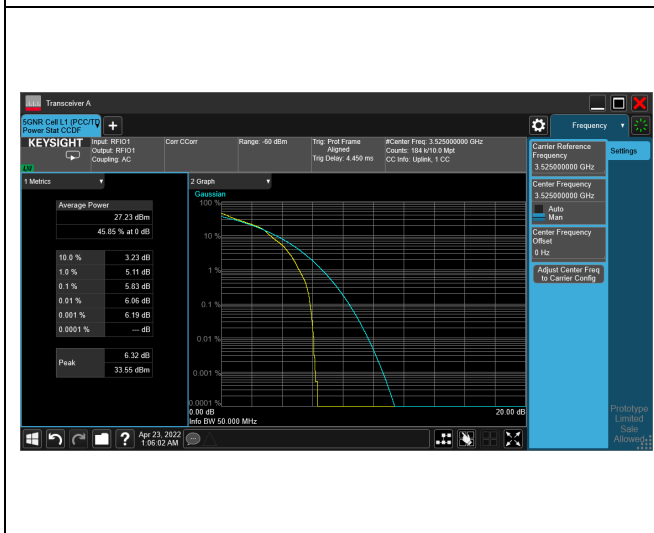 Transceiver A
5GNR Cell L1 (PCC/TD
Power Stat CCDF
Frequency
KEYSIGHT
Input: RFIO1
Output: RFIO1
Coupling: AC
Corr CCorr
Range: -60 dBm
Trig: Prot Frame
Aligned
Trig Delay: 4.450 ms
#Center Freq: 3.525000000 GHz
Counts: 184 k/10.0 Mpt
CC Info: Uplink, 1 CC
1 Metrics
Average Power
27.23 dBm
45.85 % at 0 dB
10.0 % 3.23 dB
1.0 % 5.11 dB
0.1 % 5.83 dB
0.01 % 6.06 dB
0.001 % 6.19 dB
0.0001 % --- dB
Peak
6.32 dB
33.55 dBm
2 Graph
Gaussian
100 %
10 %
1 %
0.1 %
0.01 %
0.001 %
0.0001 %
0.00 dB
20.00 dB
Info BW 50.000 MHz
Carrier Reference
Frequency
3.525000000 GHz
Center Frequency
3.525000000 GHz
Auto
Man
Center Frequency
Offset
0 Hz
Adjust Center Freq
to Carrier Config
Settings
Prototype
Limited
Sale
Allowed
?
Apr 23, 2022
1:06:02 AM